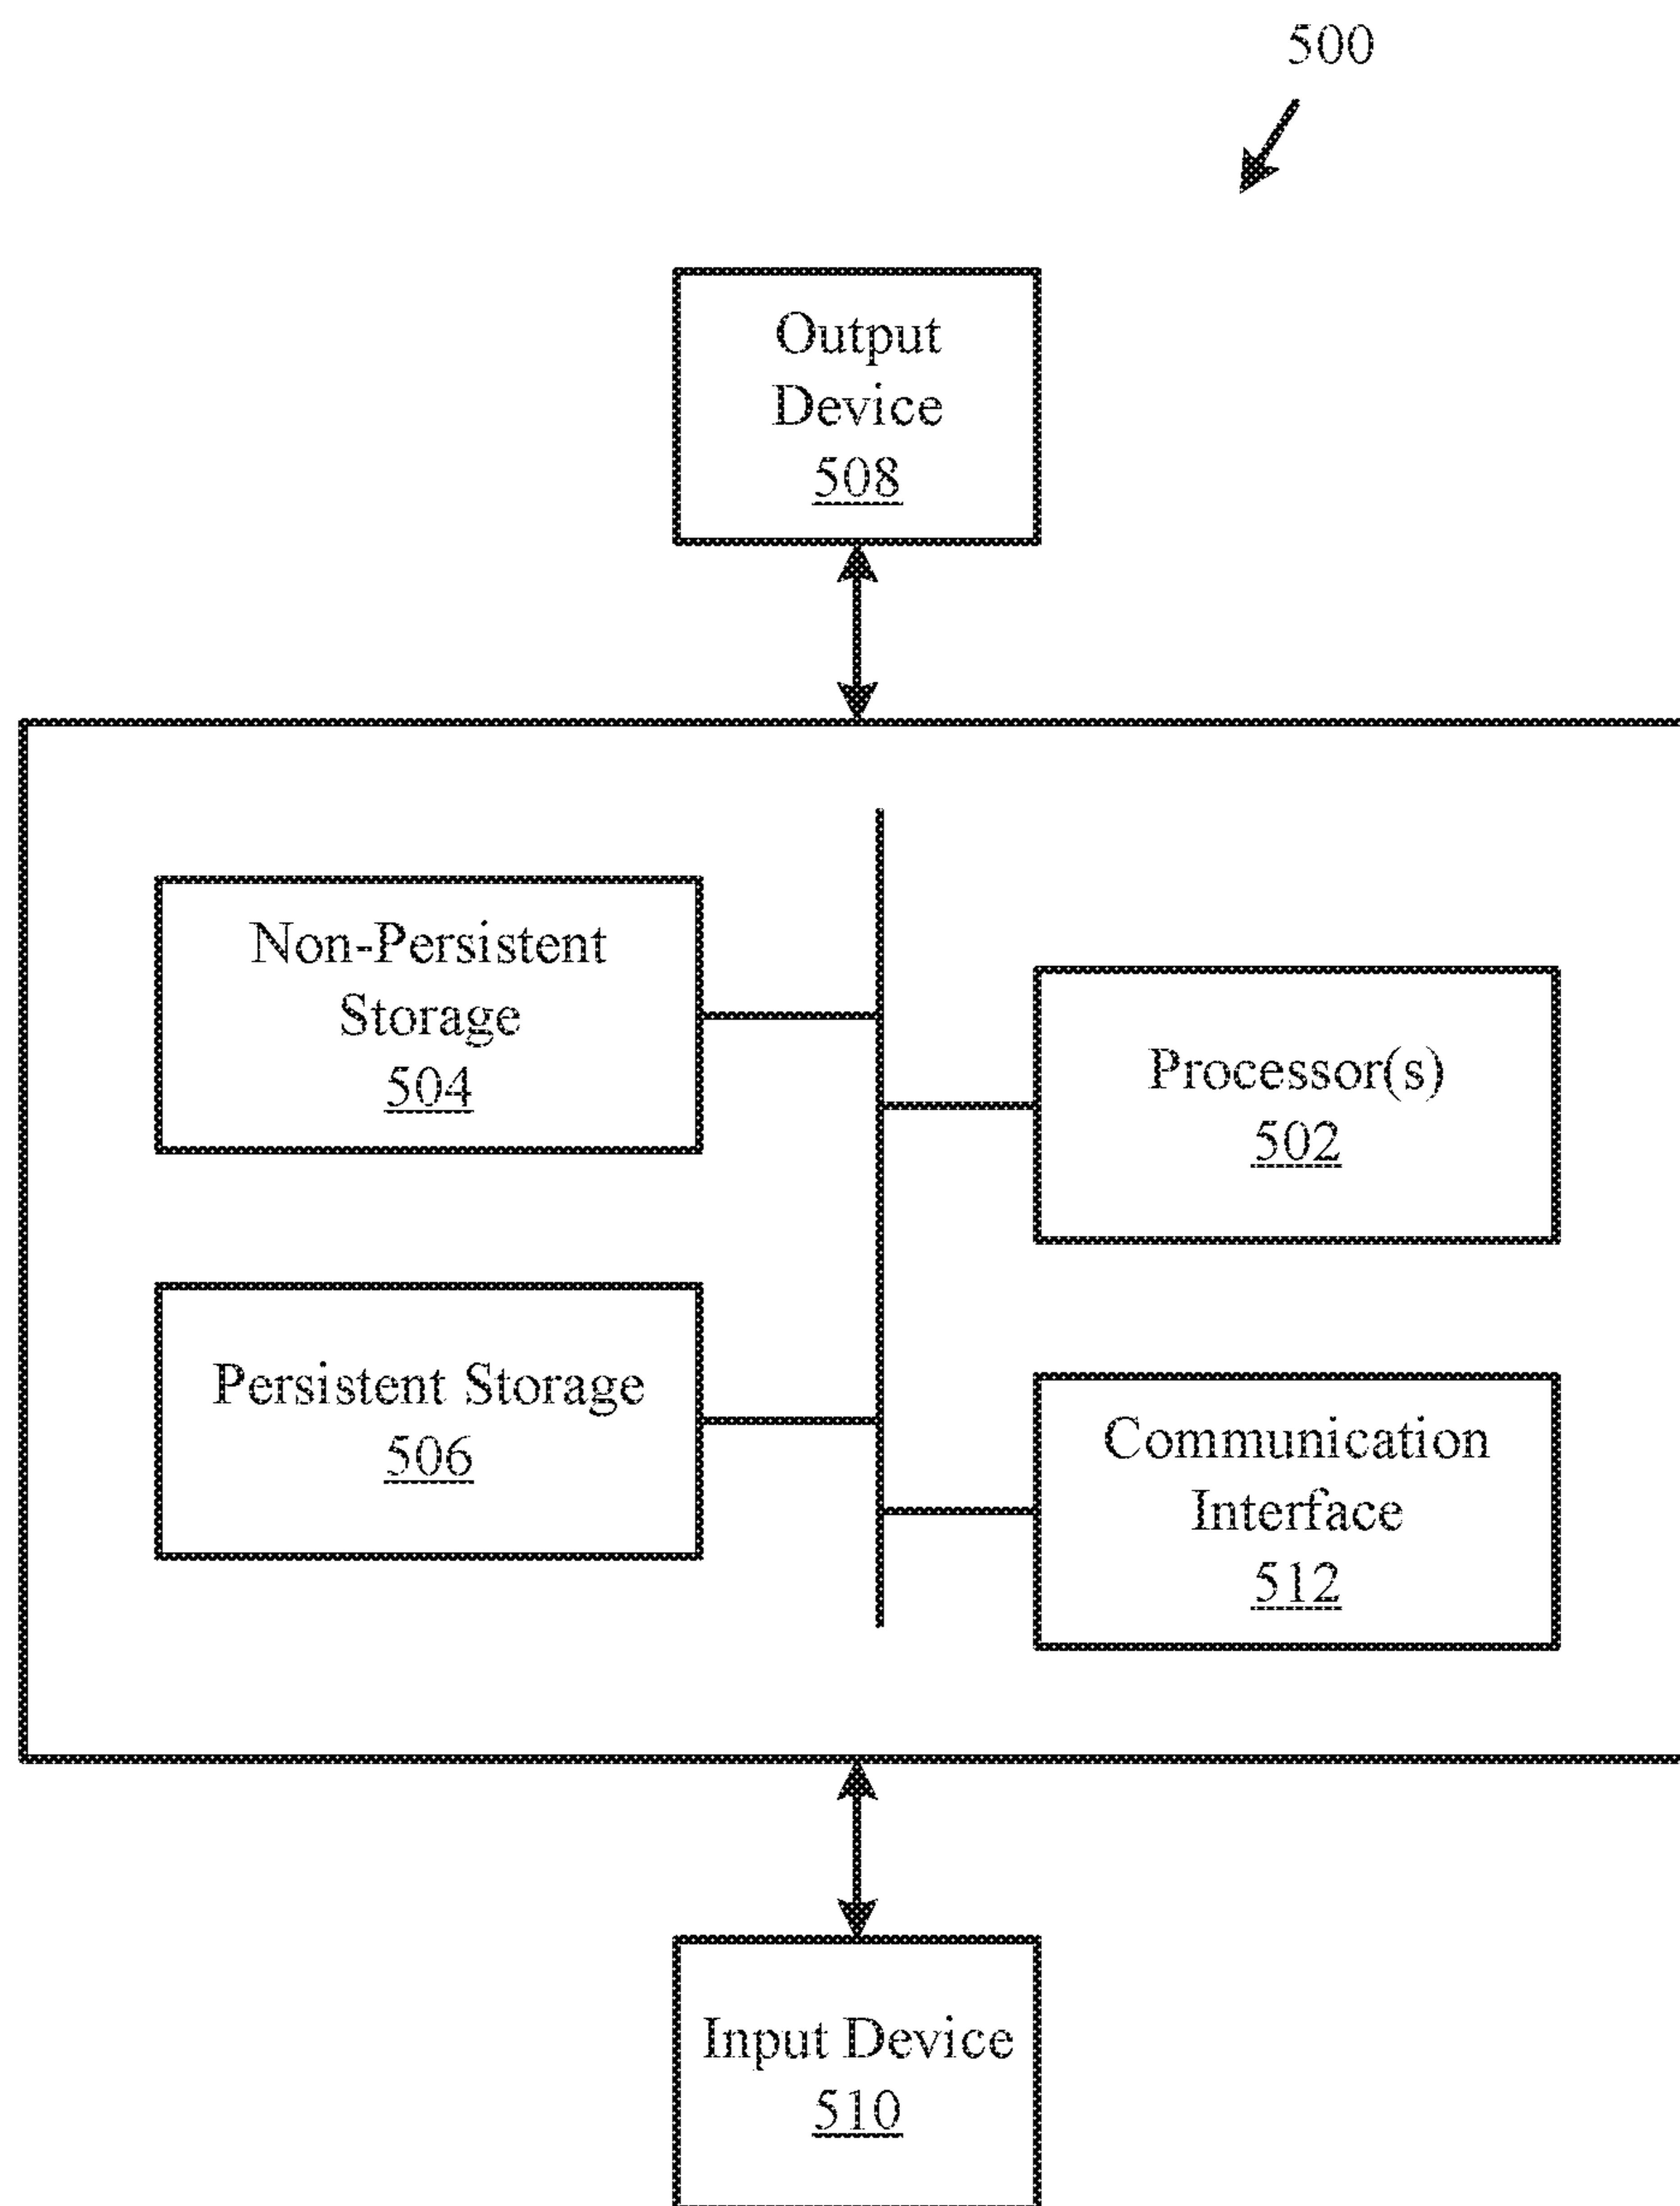 500
Output
Device
508
Non-Persistent
Storage
504
Processor(s)
502
Persistent Storage
506
Communication
Interface
512
Input Device
510